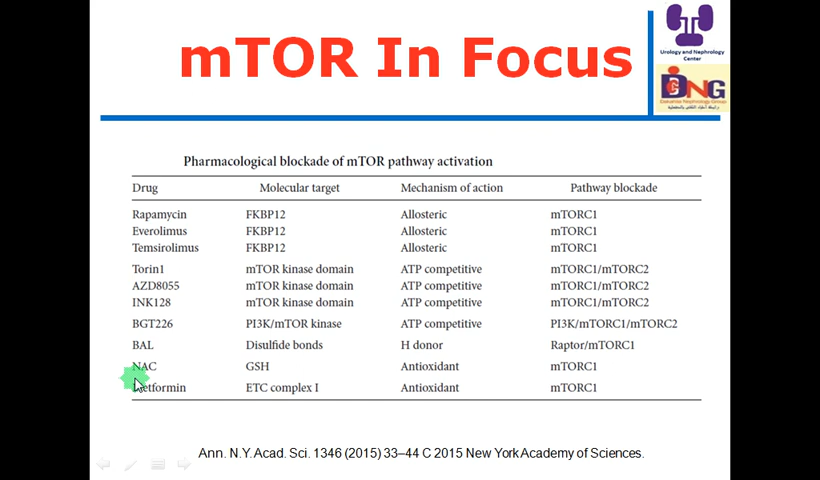 mTOR In Focus
Urology and Nephrology
Center
Pharmacological blockade of mTOR pathway activation
Drug Molecular target Mechanism of action Pathway blockade
Rapamycin FKBP12 Allosteric mTORC1
Everolimus FKBP12 Allosteric mTORC1
Temsirolimus FKBP12 Allosteric mTORC1
Torin1 mTOR kinase domain ATP competitive mTORC1/mTORC2
AZD8055 mTOR kinase domain ATP competitive mTORC1/mTORC2
INK128 mTOR kinase domain ATP competitive mTORC1/mTORC2
BGT226 PI3K/mTOR kinase ATP competitive PI3K/mTORC1/mTORC2
BAL Disulfide bonds H donor Raptor/mTORC1
NAC GSH Antioxidant mTORC1
Metformin ETC complex I Antioxidant mTORC1
Ann. N.Y. Acad. Sci. 1346 (2015) 33–44 C 2015 New York Academy of Sciences.